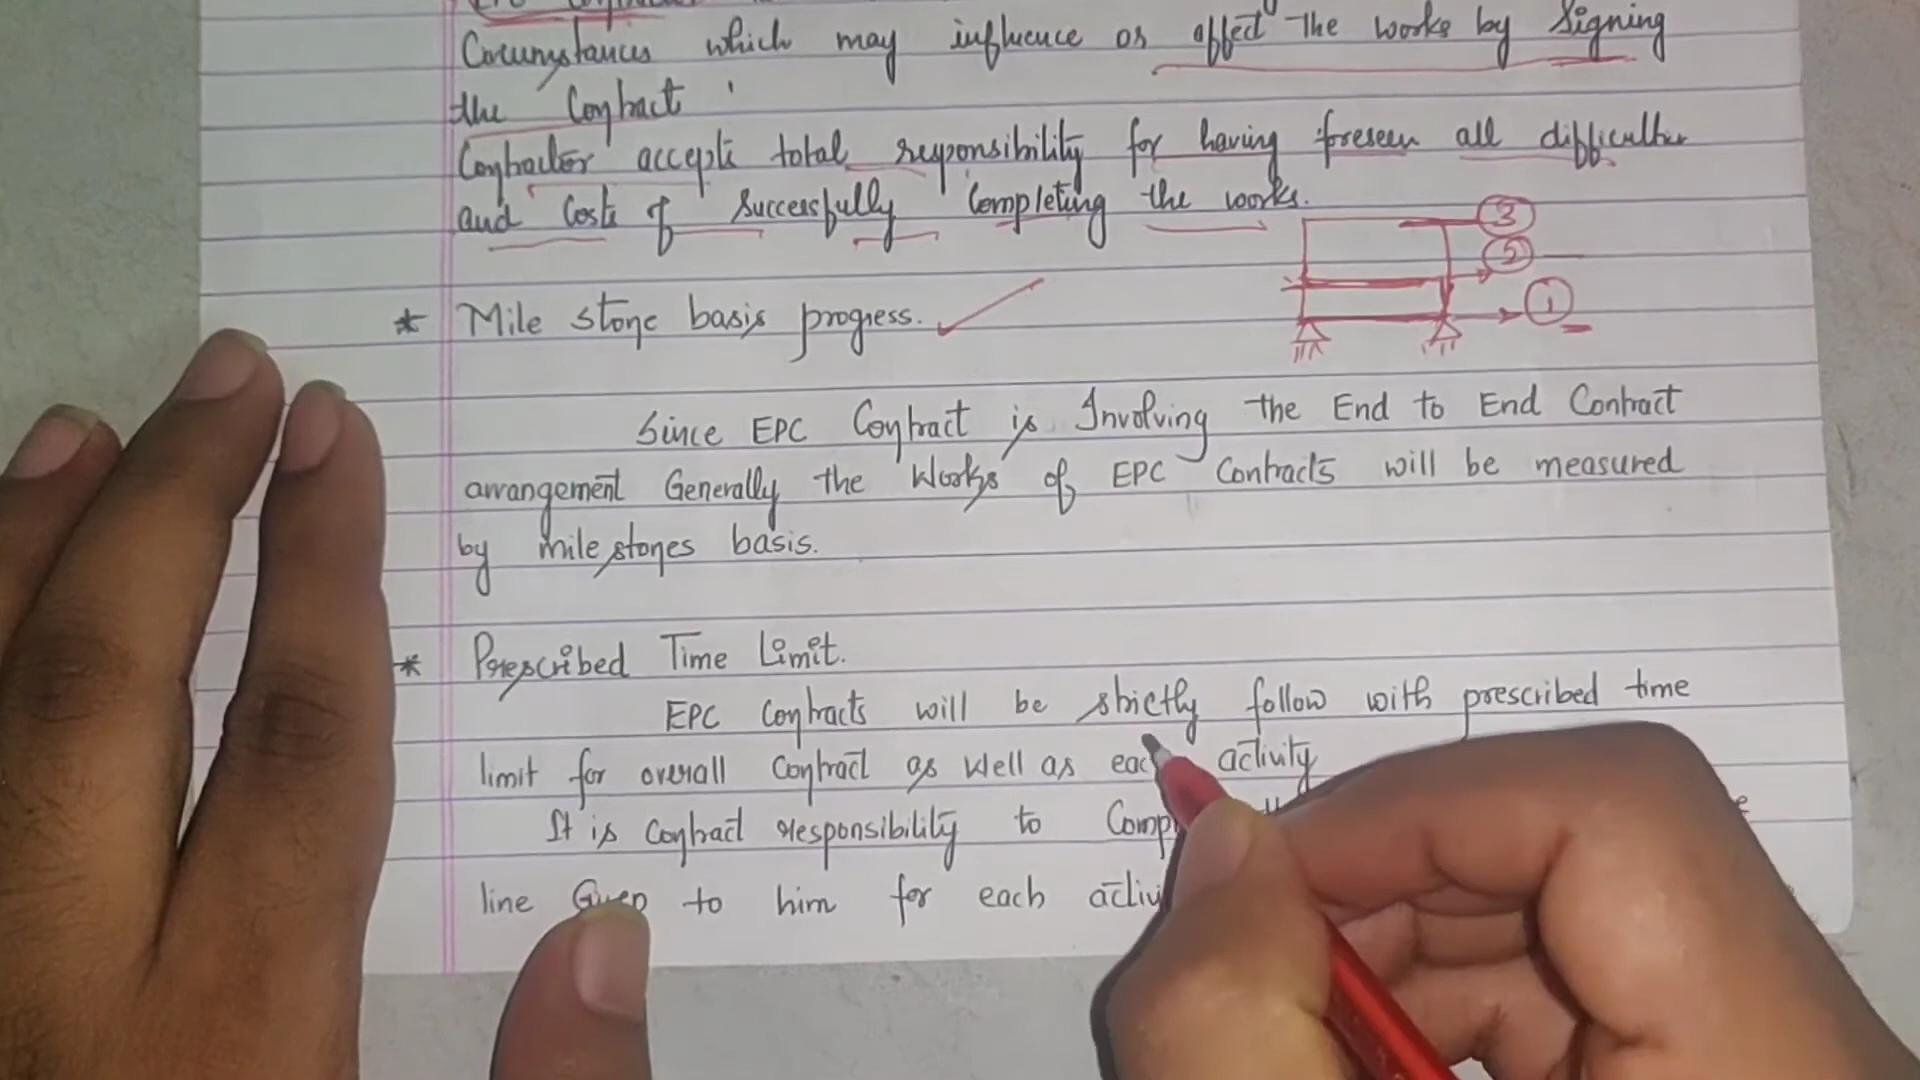 Circumstances which may influence or affect the works by Signing
the Contract
Contractor accepts total responsibility for having foreseen all difficulties
and Costs of successfully Completing the works.
3
2
1
* Mile stone basis progress.
Since EPC Contract is Involving the End to End Contract
arrangement Generally the Works of EPC Contracts will be measured
by milestones basis.
* Prescribed Time Limit.
EPC Contracts will be strictly follow with prescribed time
limit for overall Contract as well as each activity
It is Contract responsibility to
line Given to him for each